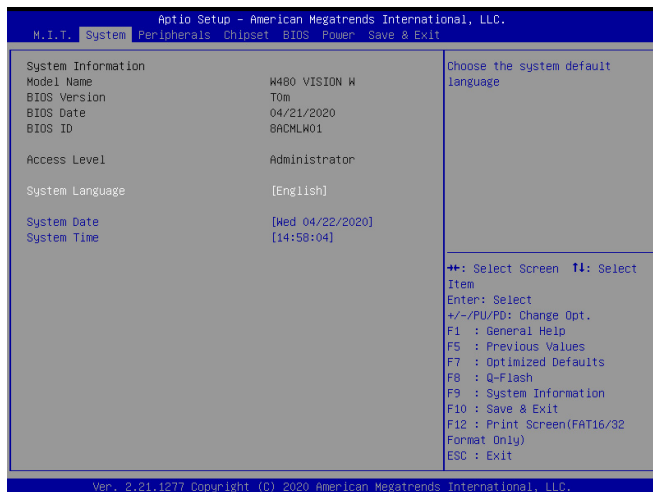 Aptio Setup – American Megatrends International, LLC.
M.I.T. System Peripherals Chipset BIOS Power Save & Exit
System Information
Model Name W480 VISION W
BIOS Version T0m
BIOS Date 04/21/2020
BIOS ID 8ACMLW01
Access Level Administrator
System Language [English]
System Date [Wed 04/22/2020]
System Time [14:58:04]
Choose the system default
language
→←: Select Screen ↑↓: Select
Item
Enter: Select
+/-/PU/PD: Change Opt.
F1 : General Help
F5 : Previous Values
F7 : Optimized Defaults
F8 : Q-Flash
F9 : System Information
F10 : Save & Exit
F12 : Print Screen(FAT16/32
Format Only)
ESC : Exit
Ver. 2.21.1277 Copyright (C) 2020 American Megatrends International, LLC.